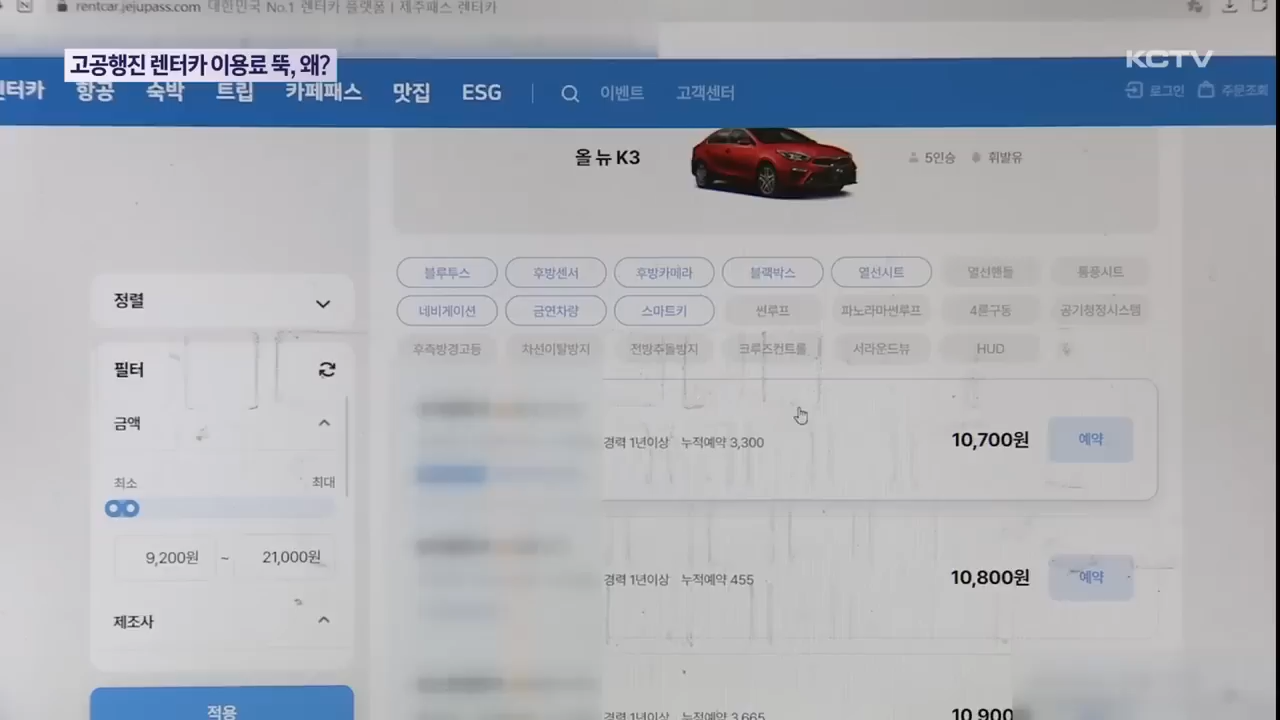 rentcar.jejupass.com 대한민국 No.1 렌터카 플랫폼 | 제주패스 렌터카
고공행진 렌터카 이용료 뚝, 왜?
KCTV
렌터카 항공 숙박 트립 카페패스 맛집 ESG 이벤트 고객센터 로그인 주문조회
올 뉴 K3
5인승 휘발유
블루투스 후방센서 후방카메라 블랙박스 열선시트 열선핸들 통풍시트
네비게이션 금연차량 스마트키 썬루프 파노라마썬루프 4륜구동 공기청정시스템
후측방경고등 차선이탈방지 전방추돌방지 크루즈컨트롤 서라운드뷰 HUD
정렬
필터
금액
최소 최대
9,200원 ~ 21,000원
제조사
적용
경력 1년이상 누적예약 3,300 10,700원 예약
경력 1년이상 누적예약 455 10,800원 예약
경력 1년이상 누적예약 3,665 10,900